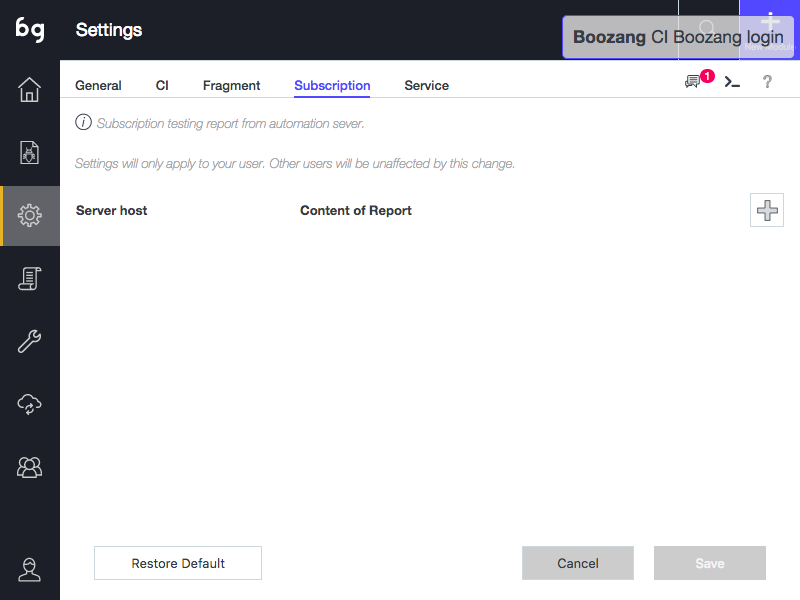 bg
Settings
Boozang CI Boozang login
New Module
General
CI
Fragment
Subscription
Service
1
?
Subscription testing report from automation sever.
Settings will only apply to your user. Other users will be unaffected by this change.
Server host
Content of Report
Restore Default
Cancel
Save